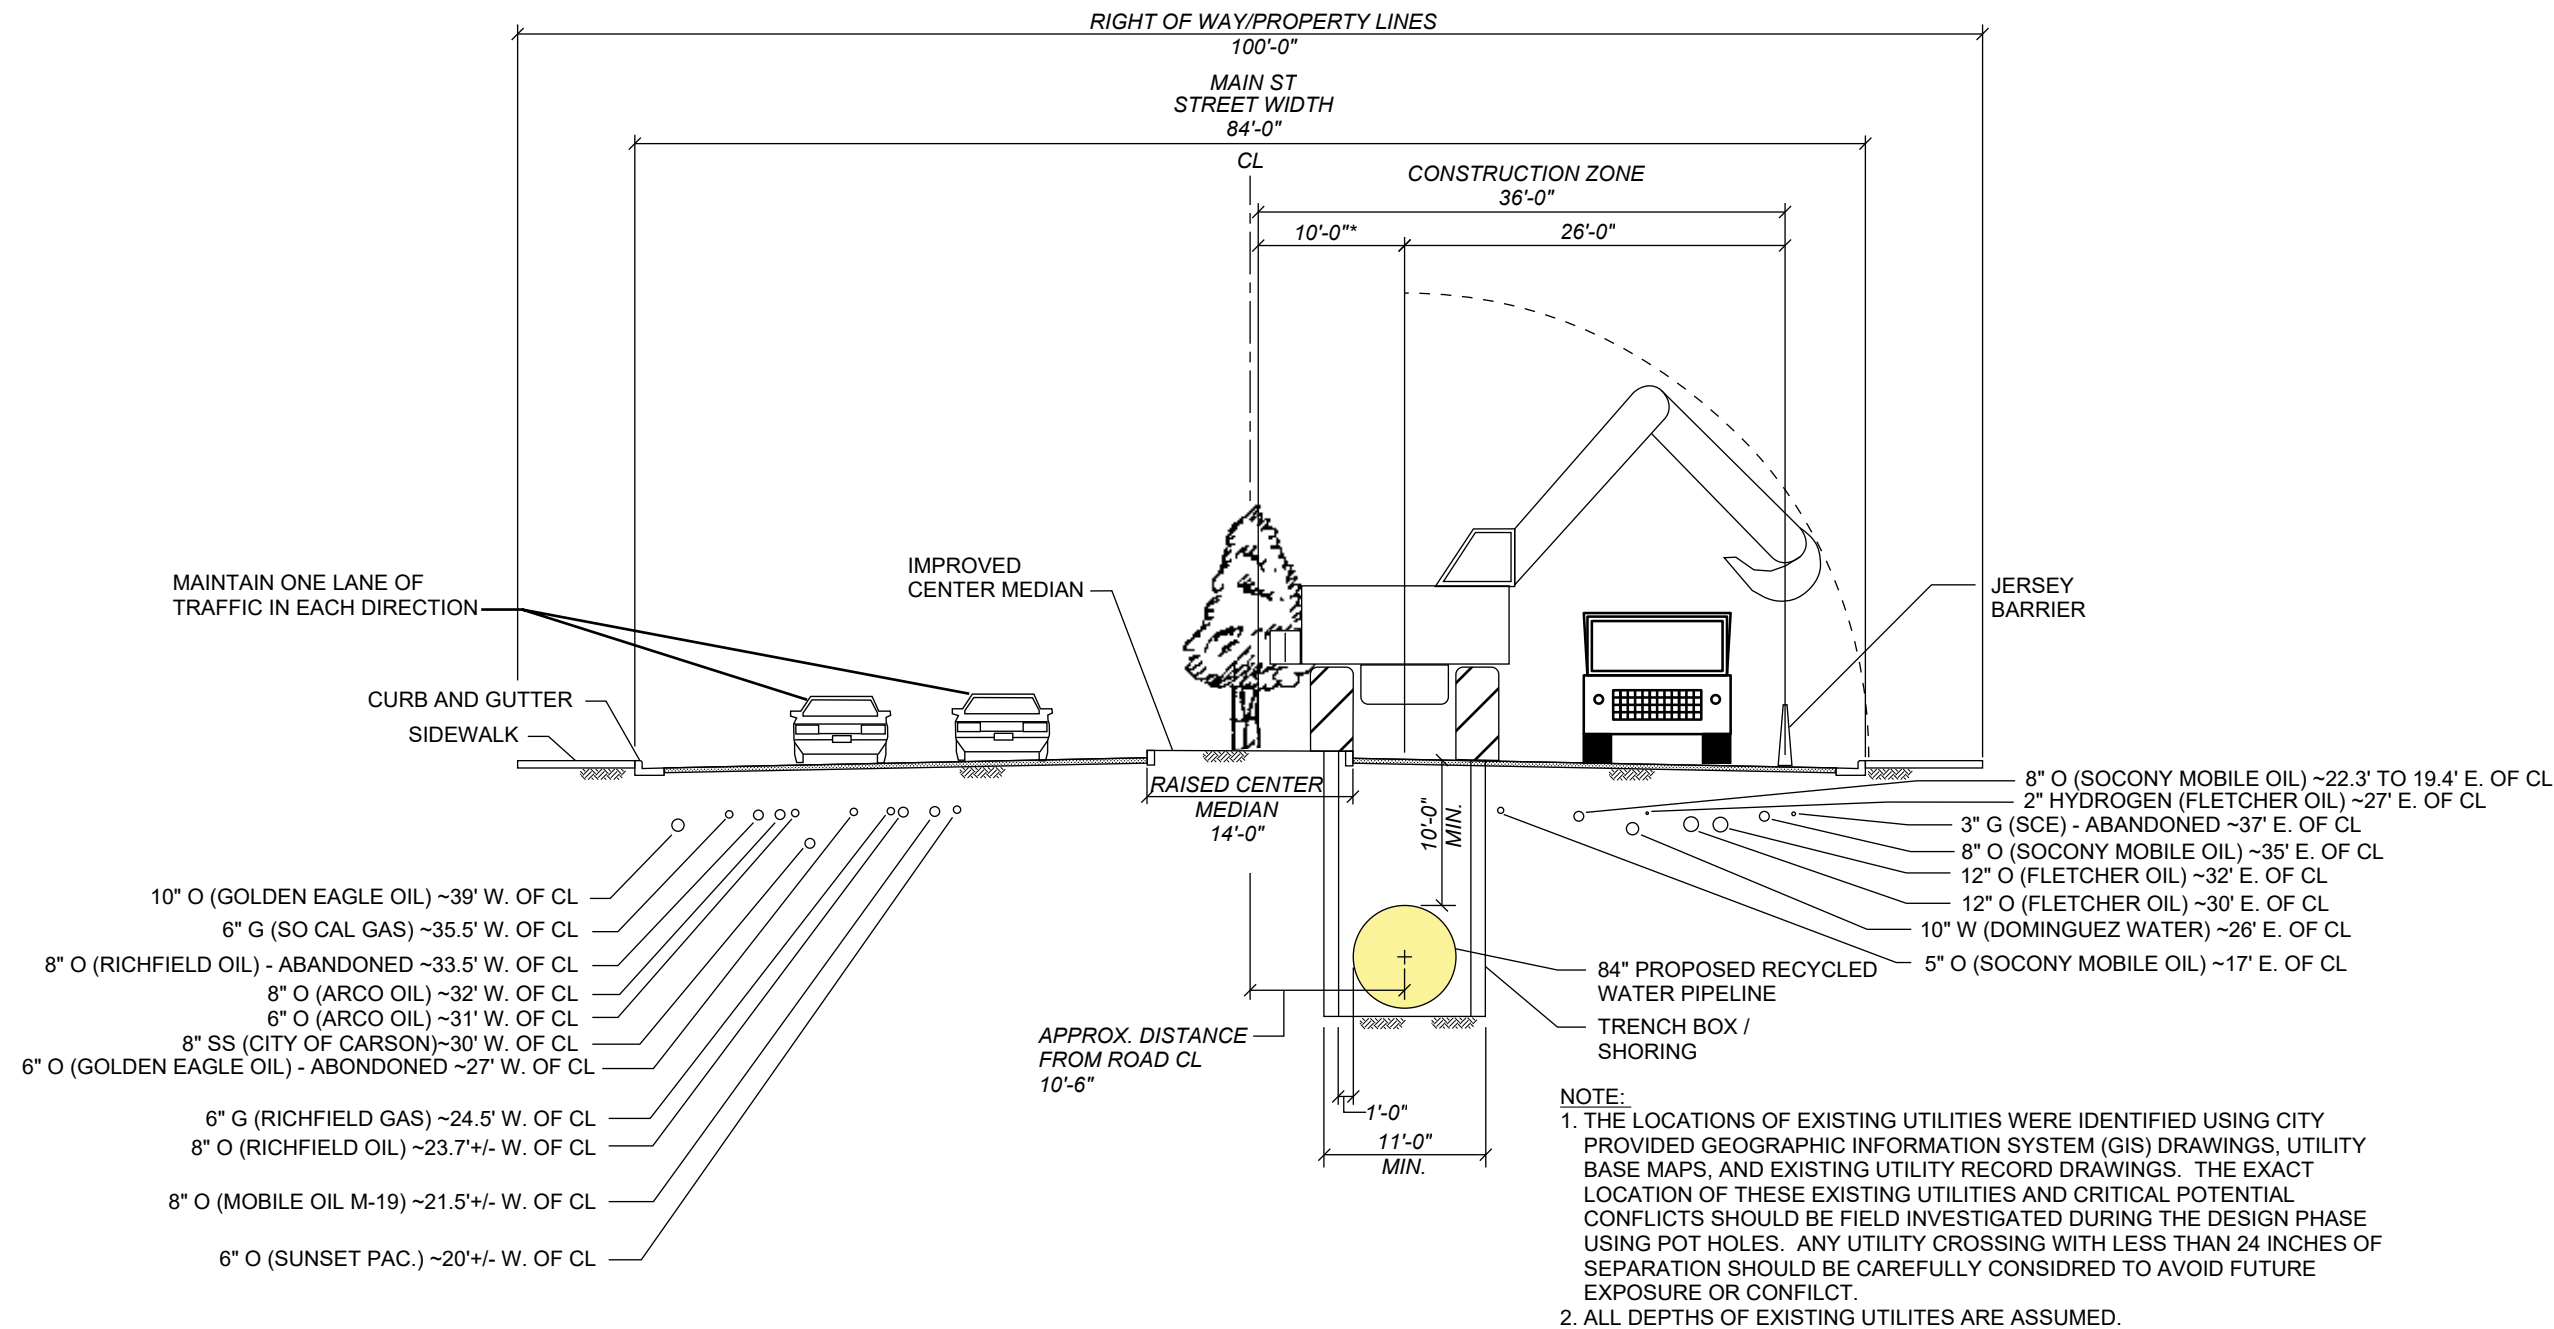 RIGHT OF WAY/PROPERTY LINES
100'-0"
MAIN ST
STREET WIDTH
84'-0"
CL
CONSTRUCTION ZONE
36'-0"
10'-0"*
26'-0"
MAINTAIN ONE LANE OF
TRAFFIC IN EACH DIRECTION
IMPROVED
CENTER MEDIAN
JERSEY
BARRIER
CURB AND GUTTER
SIDEWALK
RAISED CENTER
MEDIAN
14'-0"
10'-0"
MIN.
8" O (SOCONY MOBILE OIL) ~22.3' TO 19.4' E. OF CL
2" HYDROGEN (FLETCHER OIL) ~27' E. OF CL
3" G (SCE) - ABANDONED ~37' E. OF CL
8" O (SOCONY MOBILE OIL) ~35' E. OF CL
12" O (FLETCHER OIL) ~32' E. OF CL
12" O (FLETCHER OIL) ~30' E. OF CL
10" W (DOMINGUEZ WATER) ~26' E. OF CL
5" O (SOCONY MOBILE OIL) ~17' E. OF CL
10" O (GOLDEN EAGLE OIL) ~39' W. OF CL
6" G (SO CAL GAS) ~35.5' W. OF CL
8" O (RICHFIELD OIL) - ABANDONED ~33.5' W. OF CL
8" O (ARCO OIL) ~32' W. OF CL
6" O (ARCO OIL) ~31' W. OF CL
8" SS (CITY OF CARSON)~30' W. OF CL
6" O (GOLDEN EAGLE OIL) - ABONDONED ~27' W. OF CL
6" G (RICHFIELD GAS) ~24.5' W. OF CL
8" O (RICHFIELD OIL) ~23.7'+/- W. OF CL
8" O (MOBILE OIL M-19) ~21.5'+/- W. OF CL
6" O (SUNSET PAC.) ~20'+/- W. OF CL
84" PROPOSED RECYCLED
WATER PIPELINE
TRENCH BOX /
SHORING
APPROX. DISTANCE
FROM ROAD CL
10'-6"
1'-0"
11'-0"
MIN.
NOTE:
1. THE LOCATIONS OF EXISTING UTILITIES WERE IDENTIFIED USING CITY
PROVIDED GEOGRAPHIC INFORMATION SYSTEM (GIS) DRAWINGS, UTILITY
BASE MAPS, AND EXISTING UTILITY RECORD DRAWINGS. THE EXACT
LOCATION OF THESE EXISTING UTILITIES AND CRITICAL POTENTIAL
CONFLICTS SHOULD BE FIELD INVESTIGATED DURING THE DESIGN PHASE
USING POT HOLES. ANY UTILITY CROSSING WITH LESS THAN 24 INCHES OF
SEPARATION SHOULD BE CAREFULLY CONSIDRED TO AVOID FUTURE
EXPOSURE OR CONFILCT.
2. ALL DEPTHS OF EXISTING UTILITES ARE ASSUMED.